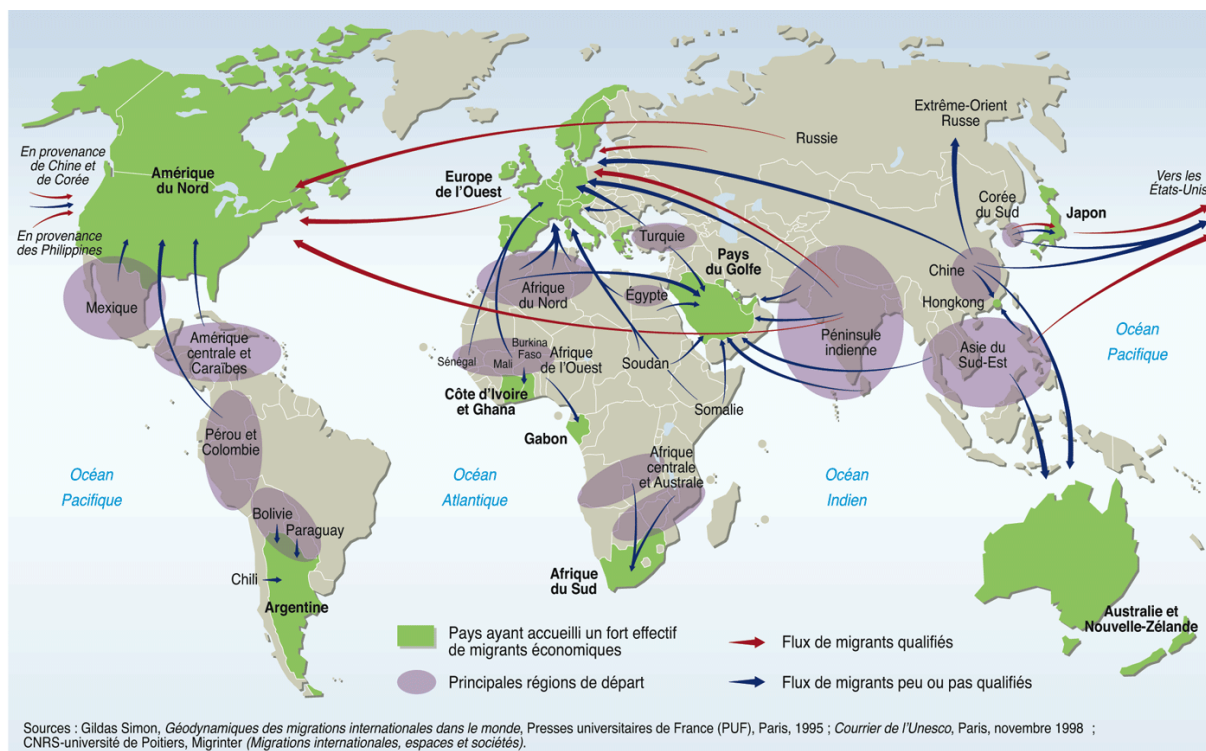 Extrême-Orient
Russe
Russie
En provenance
de Chine et
de Corée
Amérique
du Nord
Europe
de l'Ouest
Vers les
États-Unis
Corée
du Sud
Japon
En provenance
des Philippines
Turquie
Pays
du Golfe
Chine
Mexique
Afrique
du Nord
Égypte
Hongkong
Océan
Pacifique
Amérique
centrale et
Caraïbes
Sénégal
Mali
Burkina
Faso
Afrique
de l'Ouest
Soudan
Péninsule
indienne
Asie du
Sud-Est
Côte d'Ivoire
et Ghana
Somalie
Gabon
Pérou et
Colombie
Afrique
centrale
et Australe
Océan
Pacifique
Océan
Atlantique
Océan
Indien
Bolivie
Paraguay
Chili
Argentine
Afrique
du Sud
Australie et
Nouvelle-Zélande
Pays ayant accueilli un fort effectif
de migrants économiques
Principales régions de départ
Flux de migrants qualifiés
Flux de migrants peu ou pas qualifiés
Sources : Gildas Simon, Géodynamiques des migrations internationales dans le monde, Presses universitaires de France (PUF), Paris, 1995 ; Courrier de l'Unesco, Paris, novembre 1998 ;
CNRS-université de Poitiers, Migrinter (Migrations internationales, espaces et sociétés).